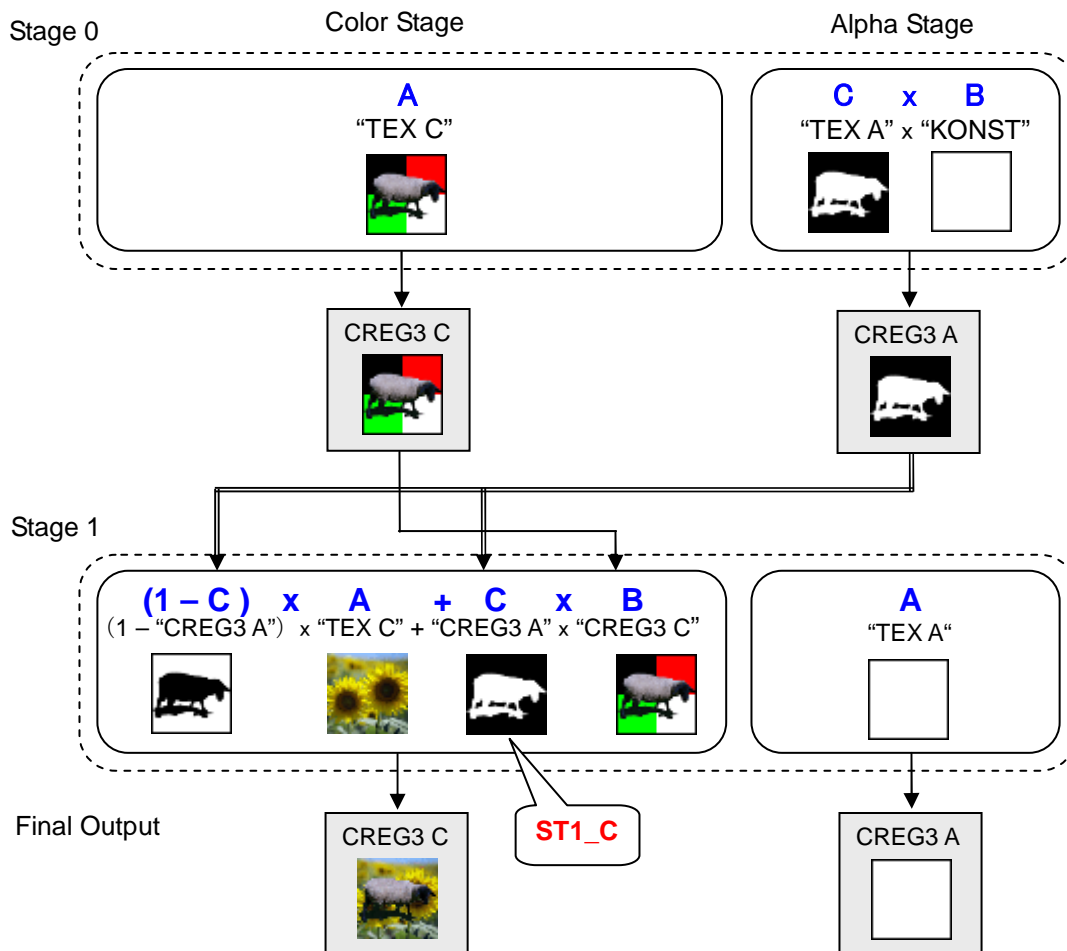 Color Stage
Alpha Stage
Stage 0
A
“TEX C”
C x B
“TEX A” x “KONST”
CREG3 C
CREG3 A
Stage 1
(1 – C ) x A + C x B
(1 – “CREG3 A”) x “TEX C” + “CREG3 A” x “CREG3 C”
A
“TEX A“
Final Output
ST1_C
CREG3 C
CREG3 A